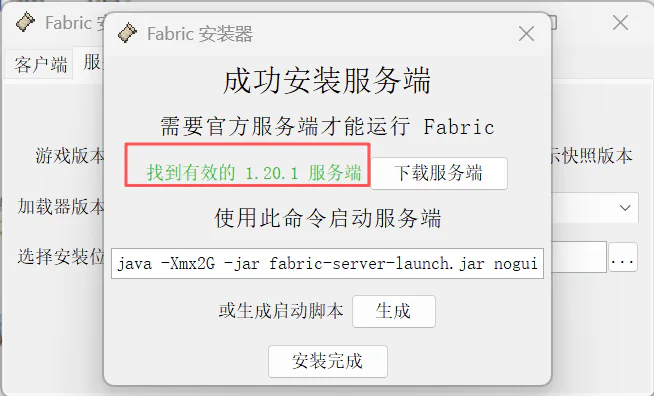 Fabric 安装
Fabric 安装器
客户端
服
成功安装服务端
需要官方服务端才能运行 Fabric
游戏版本
示快照版本
找到有效的 1.20.1 服务端
下载服务端
加载器版本
使用此命令启动服务端
选择安装位
...
java -Xmx2G -jar fabric-server-launch.jar nogui
或生成启动脚本
生成
安装完成